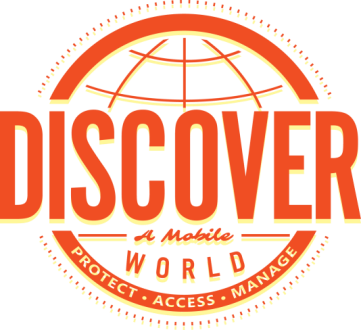 DISCOVER
A Mobile
WORLD
PROTECT • ACCESS • MANAGE